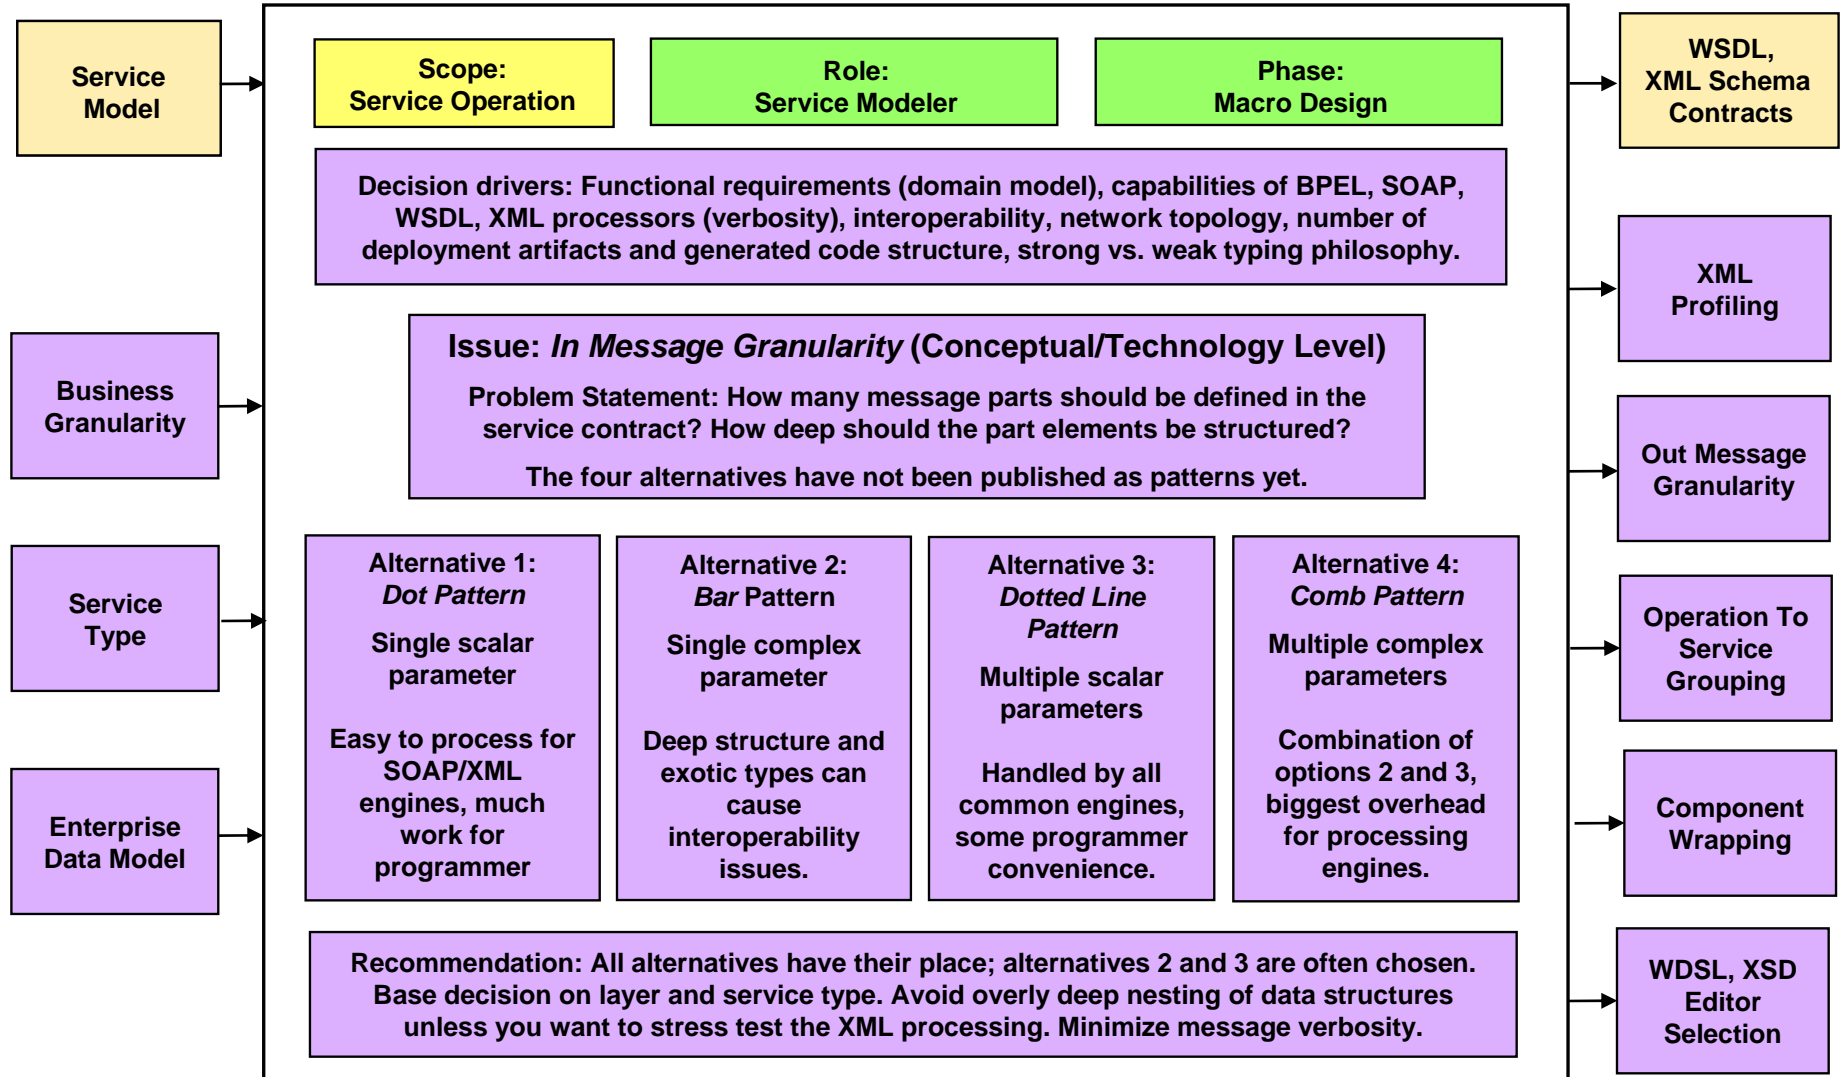 Service
Model
Business
Granularity
Service
Type
Enterprise
Data Model
Scope:
Service Operation
Role:
Service Modeler
Phase:
Macro Design
Decision drivers: Functional requirements (domain model), capabilities of BPEL, SOAP,
WSDL, XML processors (verbosity), interoperability, network topology, number of
deployment artifacts and generated code structure, strong vs. weak typing philosophy.
Issue: In Message Granularity (Conceptual/Technology Level)
Problem Statement: How many message parts should be defined in the
service contract? How deep should the part elements be structured?
The four alternatives have not been published as patterns yet.
Alternative 1:
Dot Pattern
Single scalar
parameter
Easy to process for
SOAP/XML
engines, much
work for
programmer
Alternative 2:
Bar Pattern
Single complex
parameter
Deep structure and
exotic types can
cause
interoperability
issues.
Alternative 3:
Dotted Line
Pattern
Multiple scalar
parameters
Handled by all
common engines,
some programmer
convenience.
Alternative 4:
Comb Pattern
Multiple complex
parameters
Combination of
options 2 and 3,
biggest overhead
for processing
engines.
Recommendation: All alternatives have their place; alternatives 2 and 3 are often chosen.
Base decision on layer and service type. Avoid overly deep nesting of data structures
unless you want to stress test the XML processing. Minimize message verbosity.
WSDL,
XML Schema
Contracts
XML
Profiling
Out Message
Granularity
Operation To
Service
Grouping
Component
Wrapping
WDSL, XSD
Editor
Selection